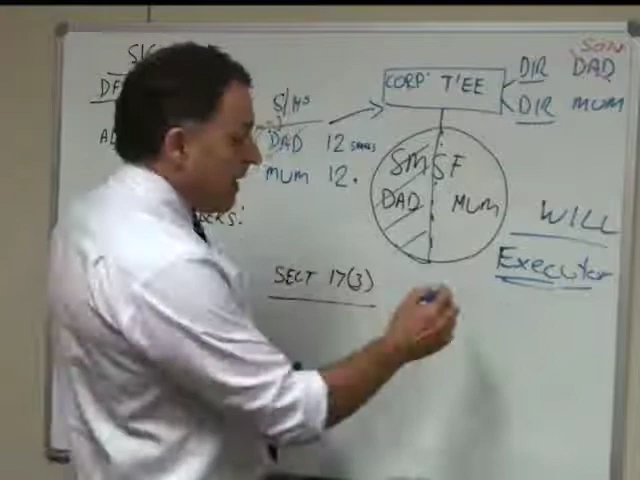 SON
CORP' T'EE
DIR DAD
DIR MUM
S/HS
DAD 12 SHARES
MUM 12.
SMSF
DAD
MUM
WILL
Executor
SECT 17(3)